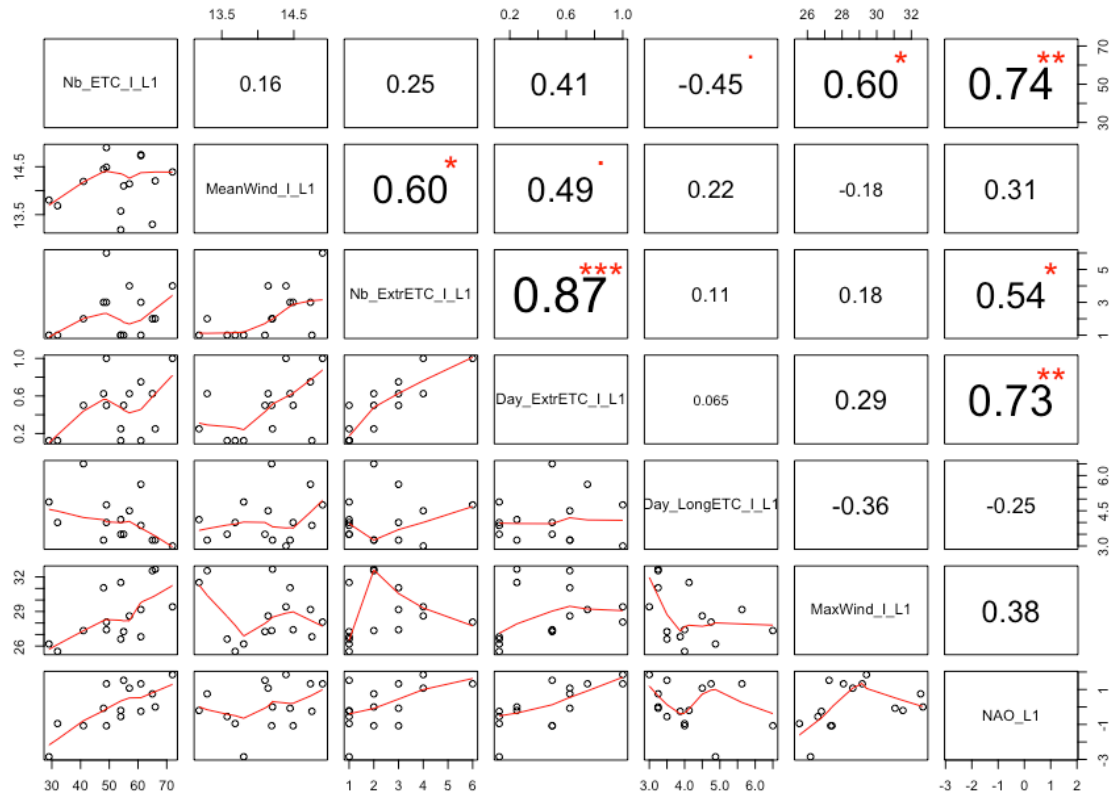 13.5 14.5 0.2 0.6 1.0 26 28 30 32
Nb_ETC_I_L1 0.16 0.25 0.41 -0.45 . 0.60 * 0.74 ** 30 50 70
13.5 14.5 MeanWind_I_L1 0.60 * 0.49 . 0.22 -0.18 0.31
Nb_ExtrETC_I_L1 0.87 *** 0.11 0.18 0.54 * 1 3 5
0.2 0.6 1.0 Day_ExtrETC_I_L1 0.065 0.29 0.73 **
Day_LongETC_I_L1 -0.36 -0.25 3.0 4.5 6.0
26 28 32 MaxWind_I_L1 0.38
NAO_L1 -3 -1 1
30 40 50 60 70 1 2 3 4 5 6 3.0 4.0 5.0 6.0 -3 -2 -1 0 1 2